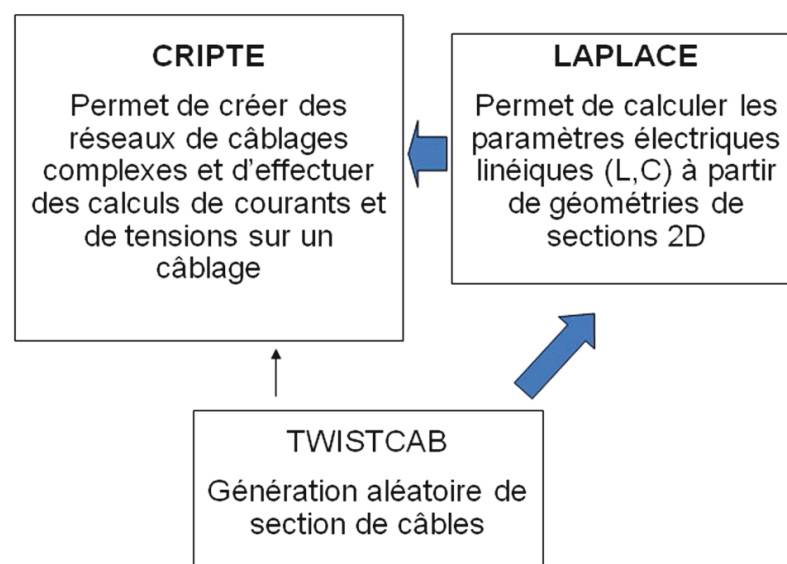 CRIPTE
Permet de créer des
réseaux de câblages
complexes et d'effectuer
des calculs de courants et
de tensions sur un
câblage
LAPLACE
Permet de calculer les
paramètres électriques
linéiques (L,C) à partir
de géométries de
sections 2D
TWISTCAB
Génération aléatoire de
section de câbles